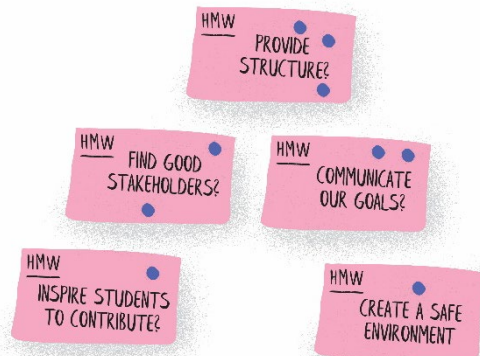 HMW
PROVIDE
STRUCTURE?
HMW
FIND GOOD
STAKEHOLDERS?
HMW
COMMUNICATE
OUR GOALS?
HMW
INSPIRE STUDENTS
TO CONTRIBUTE?
HMW
CREATE A SAFE
ENVIRONMENT